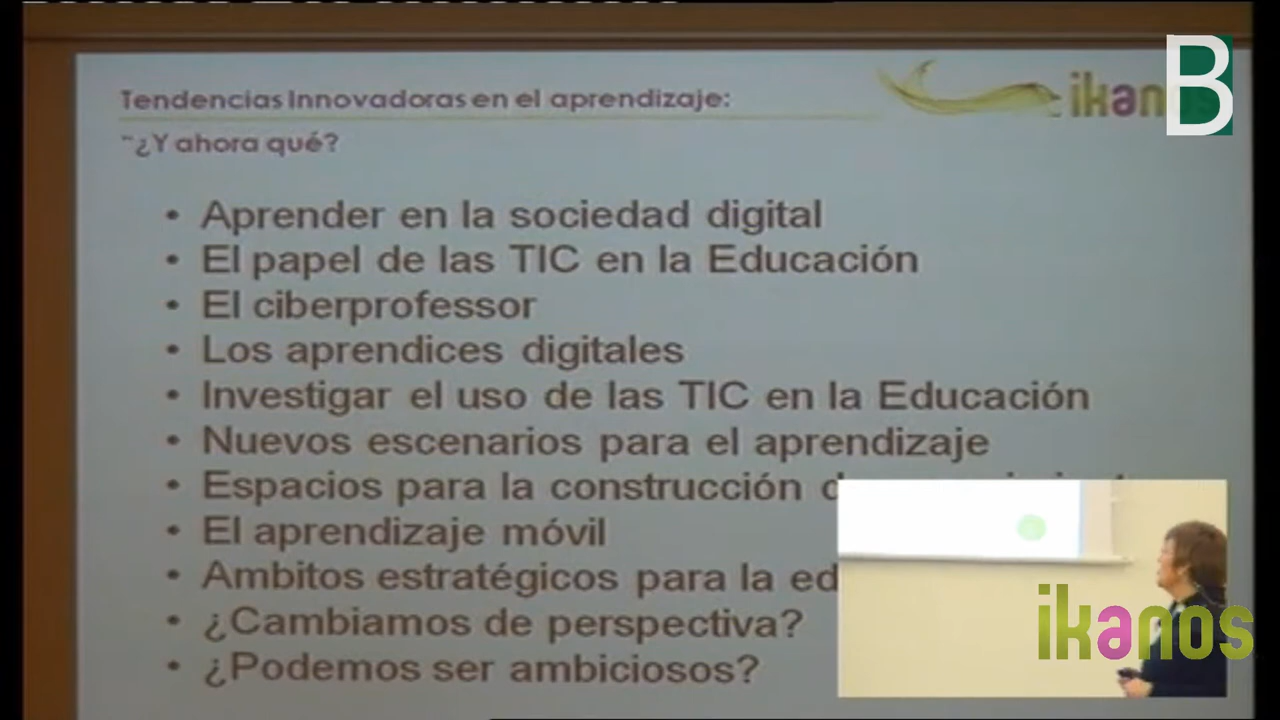 Tendencias Innovadoras en el aprendizaje:
¿Y ahora qué?
ikan
B
• Aprender en la sociedad digital
• El papel de las TIC en la Educación
• El ciberprofessor
• Los aprendices digitales
• Investigar el uso de las TIC en la Educación
• Nuevos escenarios para el aprendizaje
• Espacios para la construcción
• El aprendizaje móvil
• Ambitos estratégicos para la ed
• ¿Cambiamos de perspectiva?
• ¿Podemos ser ambiciosos?
ikanos